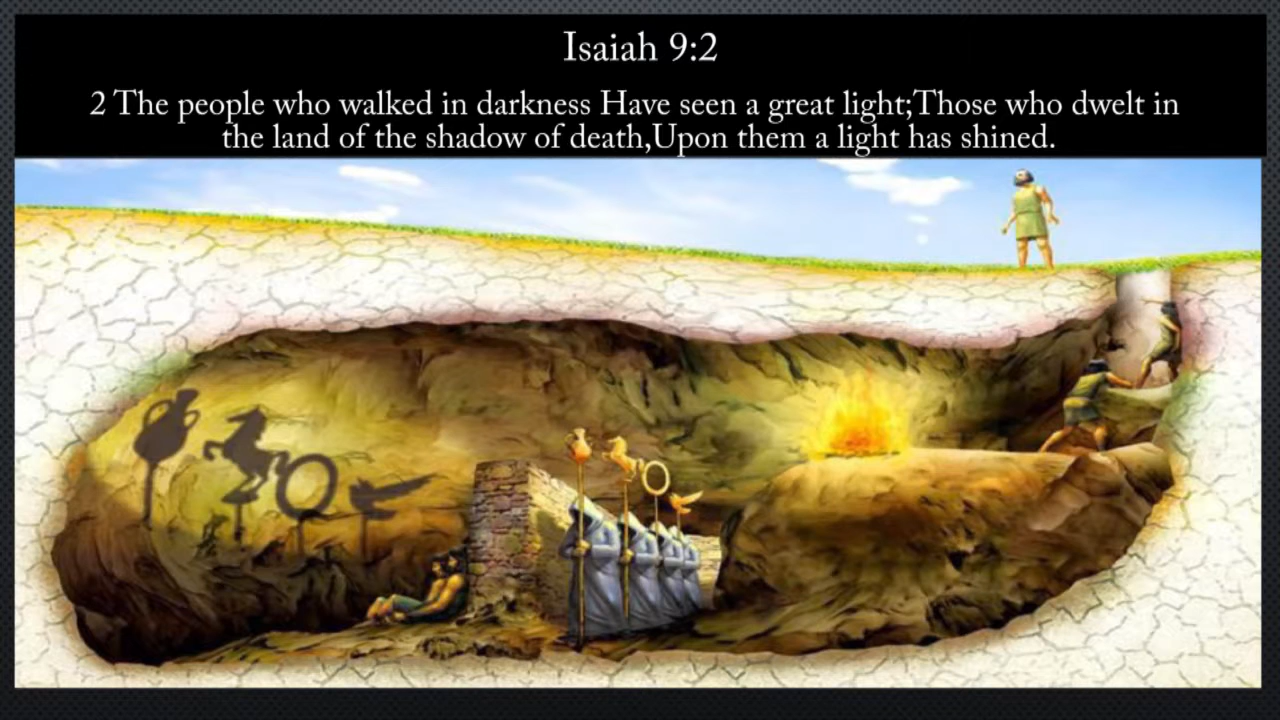 Isaiah 9:2
2 The people who walked in darkness Have seen a great light;Those who dwelt in
the land of the shadow of death,Upon them a light has shined.